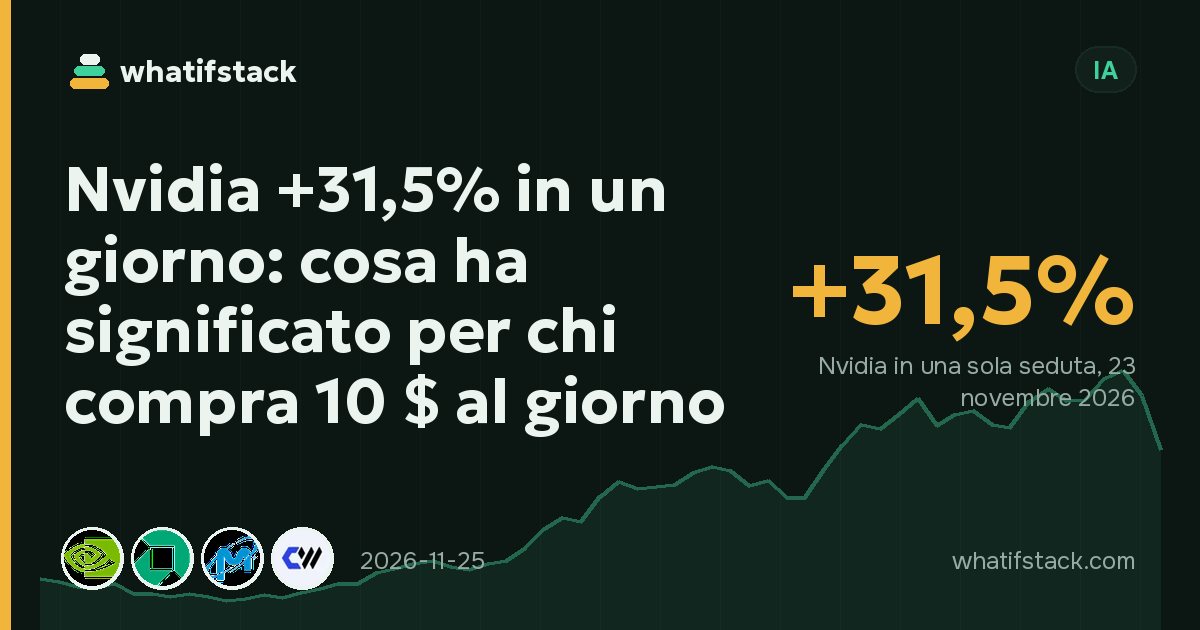 whatifstack
IA
Nvidia +31,5% in un
giorno: cosa ha
significato per chi
compra 10 $ al giorno
+31,5%
Nvidia in una sola seduta, 23
novembre 2026
2026-11-25
whatifstack.com